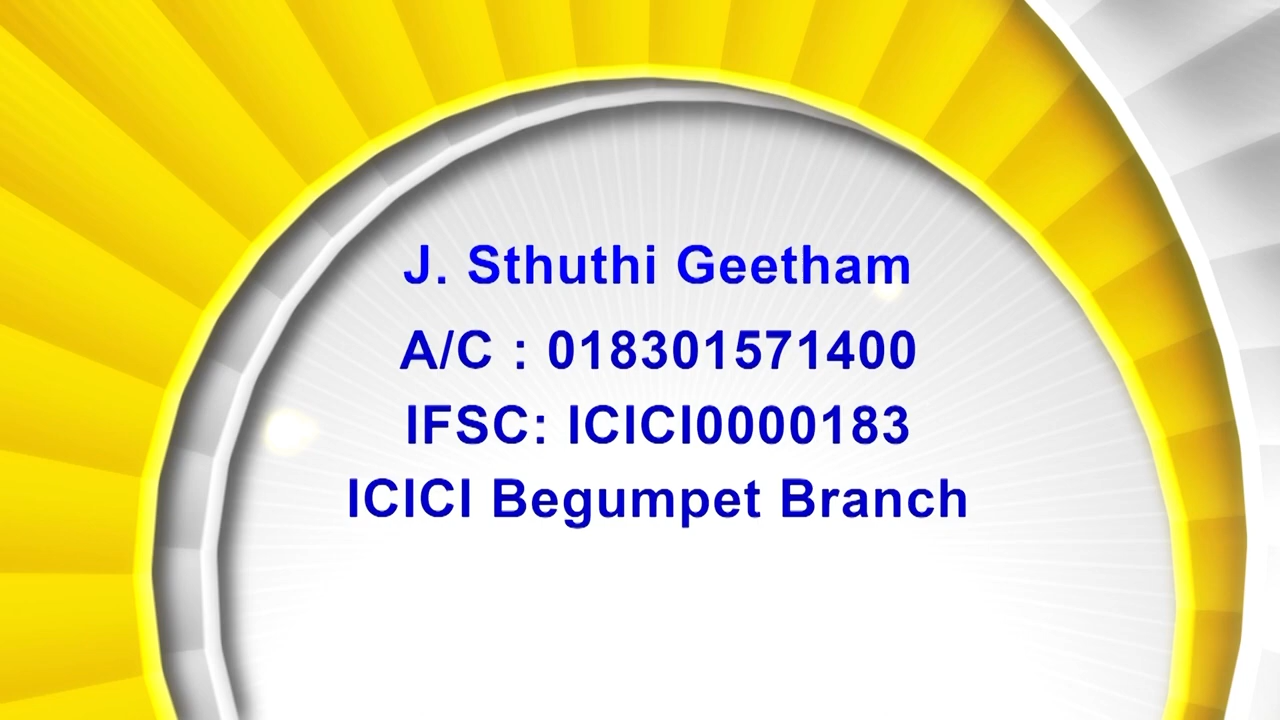 J. Sthuthi Geetham
A/C : 018301571400
IFSC: ICICI0000183
ICICI Begumpet Branch